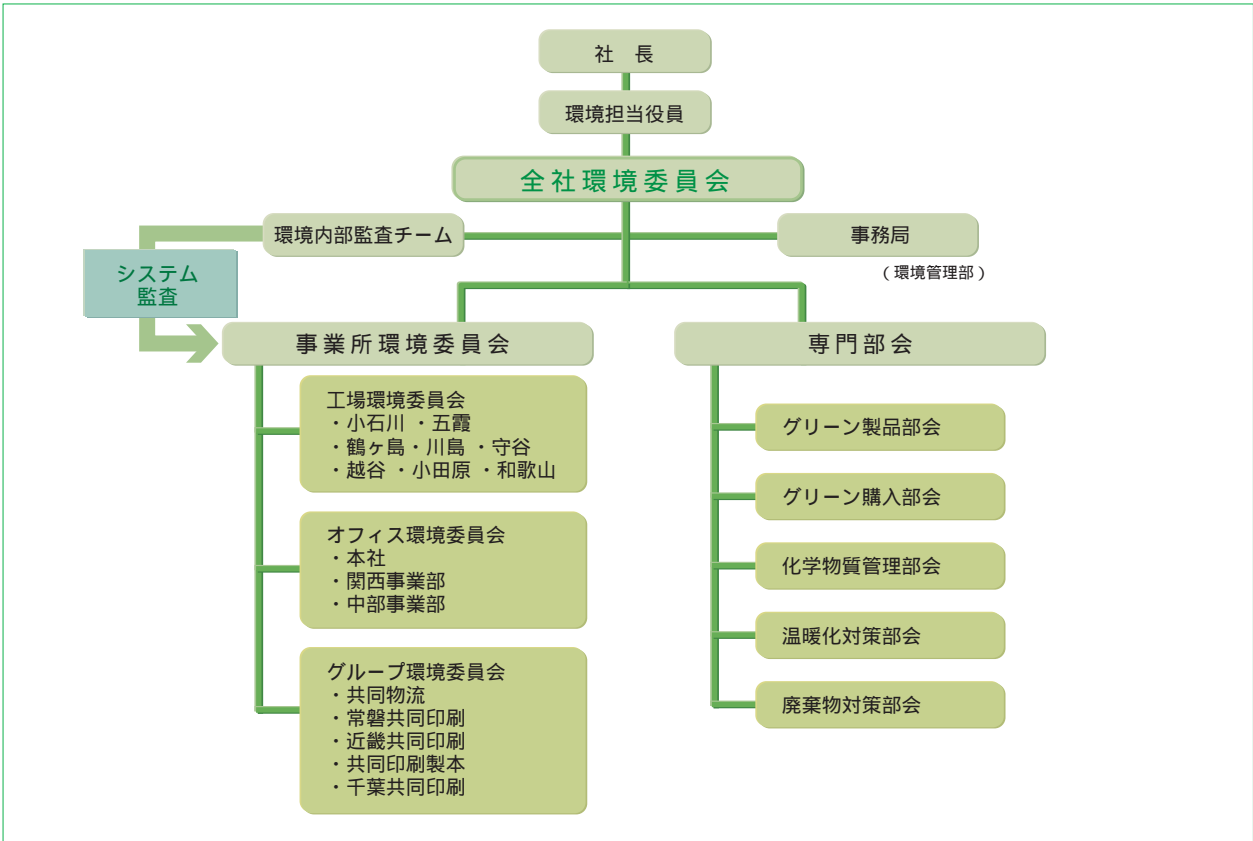 社 長
環境担当役員
全社環境委員会
環境内部監査チーム
事務局
(環境管理部)
システム
監査
事業所環境委員会
工場環境委員会
・小石川 ・五霞
・鶴ヶ島・川島 ・守谷
・越谷 ・小田原 ・和歌山
オフィス環境委員会
・本社
・関西事業部
・中部事業部
グループ環境委員会
・共同物流
・常磐共同印刷
・近畿共同印刷
・共同印刷製本
・千葉共同印刷
専門部会
グリーン製品部会
グリーン購入部会
化学物質管理部会
温暖化対策部会
廃棄物対策部会